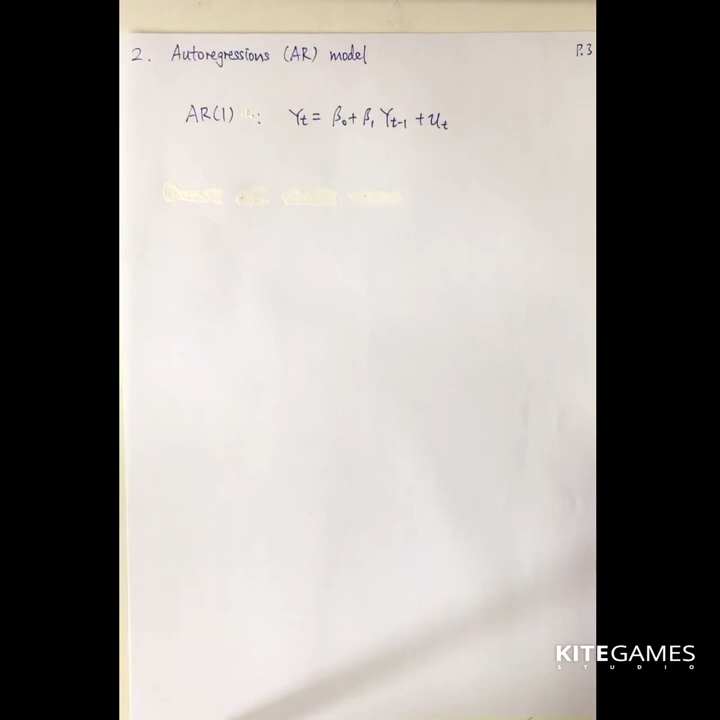 2. Autoregressions (AR) model P.3
AR(1) : Yt = β0 + β1 Yt-1 + ut
KITEGAMES
STUDIO